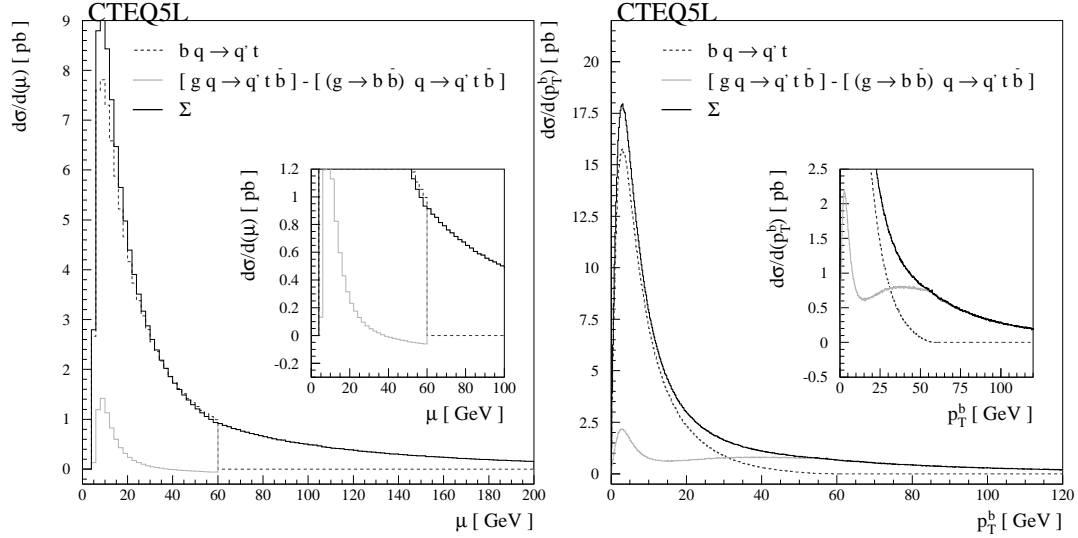 CTEQ5L
dσ/d(μ) [ pb ]
b q → q' t
[ g q → q' t b̄ ] - [ (g → b b̄) q → q' t b̄ ]
Σ
9
8
7
6
5
4
3
2
1
0
0 20 40 60 80 100 120 140 160 180 200
μ [ GeV ]
dσ/d(μ) [ pb ]
1.2
1
0.8
0.6
0.4
0.2
0
-0.2
0 20 40 60 80 100
μ [ GeV ]
CTEQ5L
dσ/d(p_T^b) [ pb ]
b q → q' t
[ g q → q' t b̄ ] - [ (g → b b̄) q → q' t b̄ ]
Σ
20
17.5
15
12.5
10
7.5
5
2.5
0
0 20 40 60 80 100 120
p_T^b [ GeV ]
dσ/d(p_T^b) [ pb ]
2.5
2
1.5
1
0.5
0
-0.5
0 25 50 75 100
p_T^b [ GeV ]